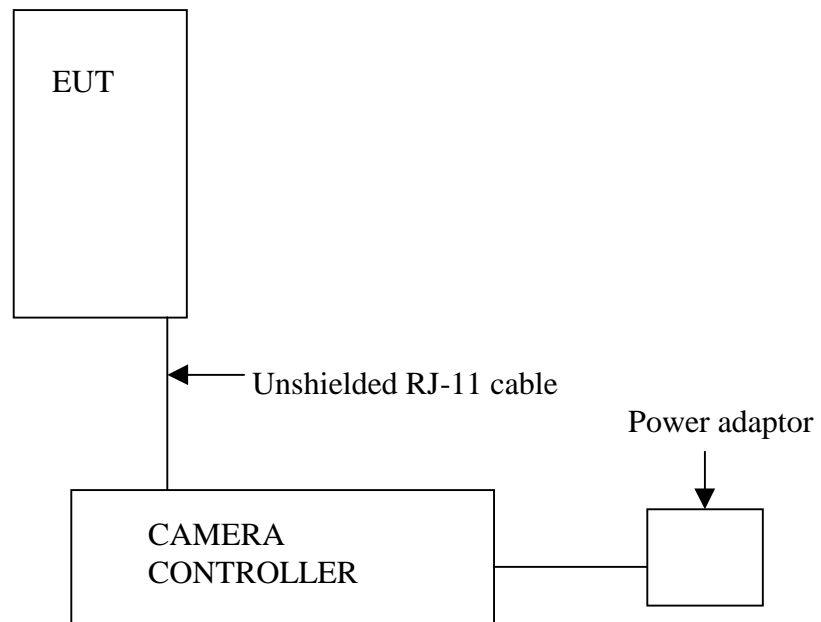 EUT
Unshielded RJ-11 cable
Power adaptor
CAMERA
CONTROLLER